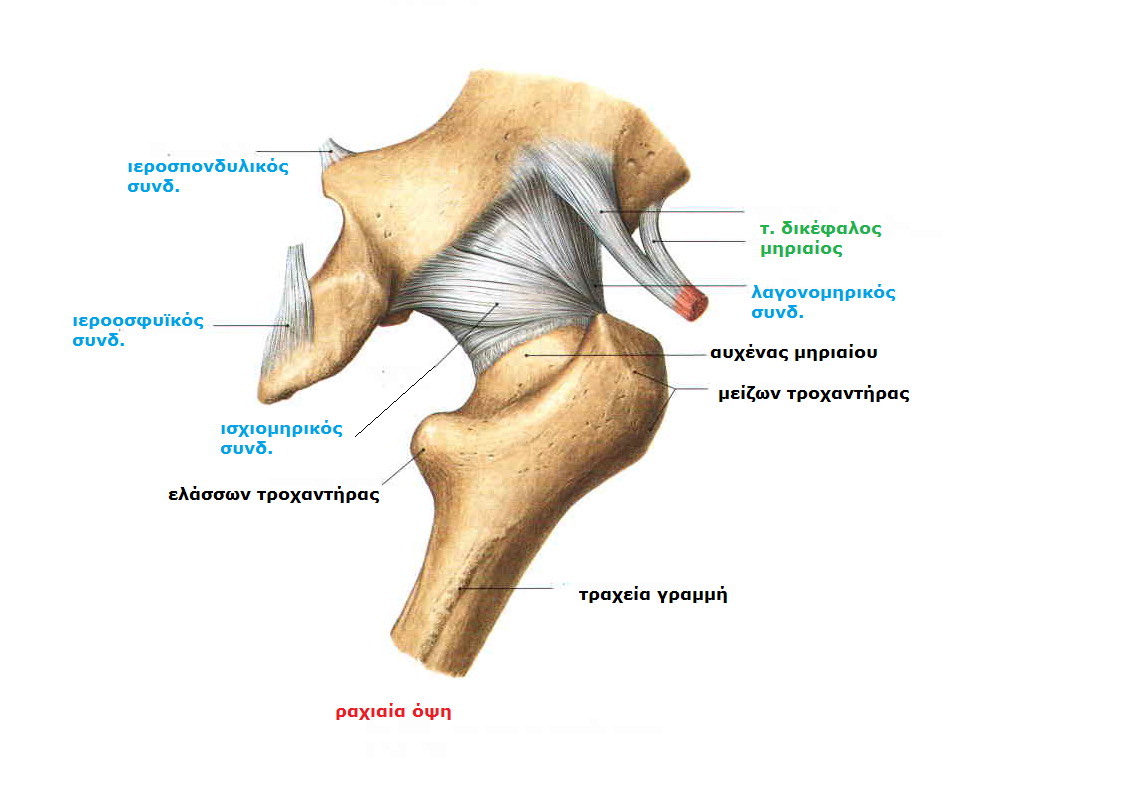 ιεροσπονδυλικός
συνδ.
τ. δικέφαλος
μηριαίος
λαγονομηρικός
συνδ.
ιεροοσφυϊκός
συνδ.
αυχένας μηριαίου
μείζων τροχαντήρας
ισχιομηρικός
συνδ.
ελάσσων τροχαντήρας
τραχεία γραμμή
ραχιαία όψη